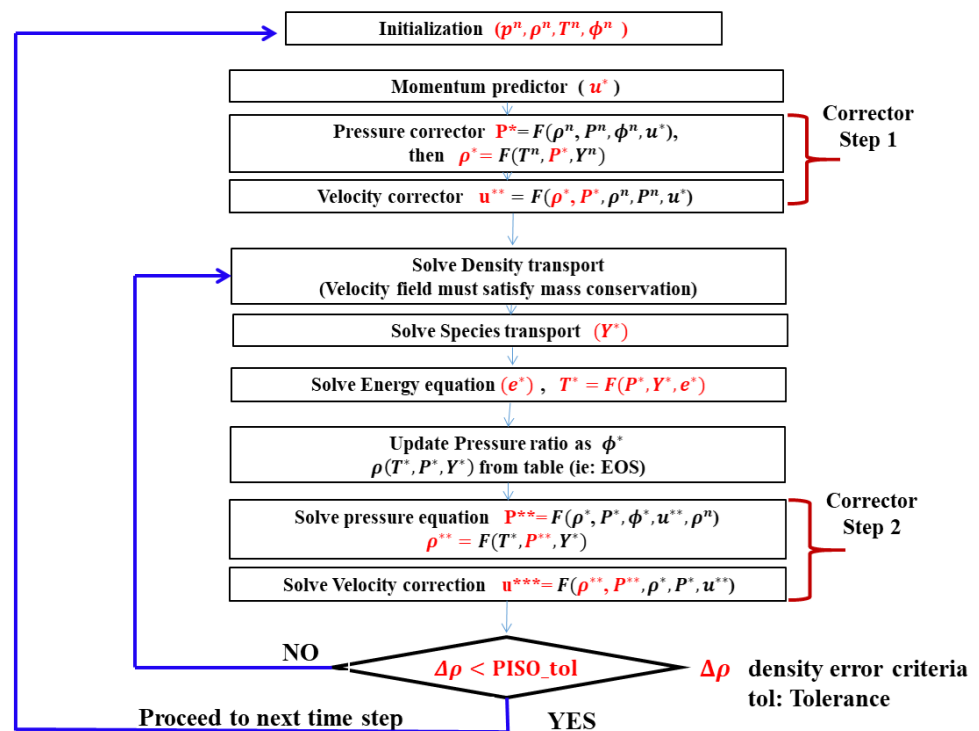 Initialization (pⁿ, ρⁿ, Tⁿ, ϕⁿ )
Momentum predictor ( u* )
Pressure corrector P*= F(ρⁿ, Pⁿ, ϕⁿ, u*),
then ρ*= F(Tⁿ, P*, Yⁿ)
Velocity corrector u** = F(ρ*, P*, ρⁿ, Pⁿ, u*)
Corrector
Step 1
Solve Density transport
(Velocity field must satisfy mass conservation)
Solve Species transport (Y*)
Solve Energy equation (e*) , T* = F(P*, Y*, e*)
Update Pressure ratio as ϕ*
ρ(T*, P*, Y*) from table (ie: EOS)
Solve pressure equation P**= F(ρ*, P*, ϕ*, u**, ρⁿ)
ρ** = F(T*, P**, Y*)
Solve Velocity correction u***= F(ρ**, P**, ρ*, P*, u**)
Corrector
Step 2
NO
Δρ < PISO_tol
Δρ density error criteria
tol: Tolerance
Proceed to next time step
YES